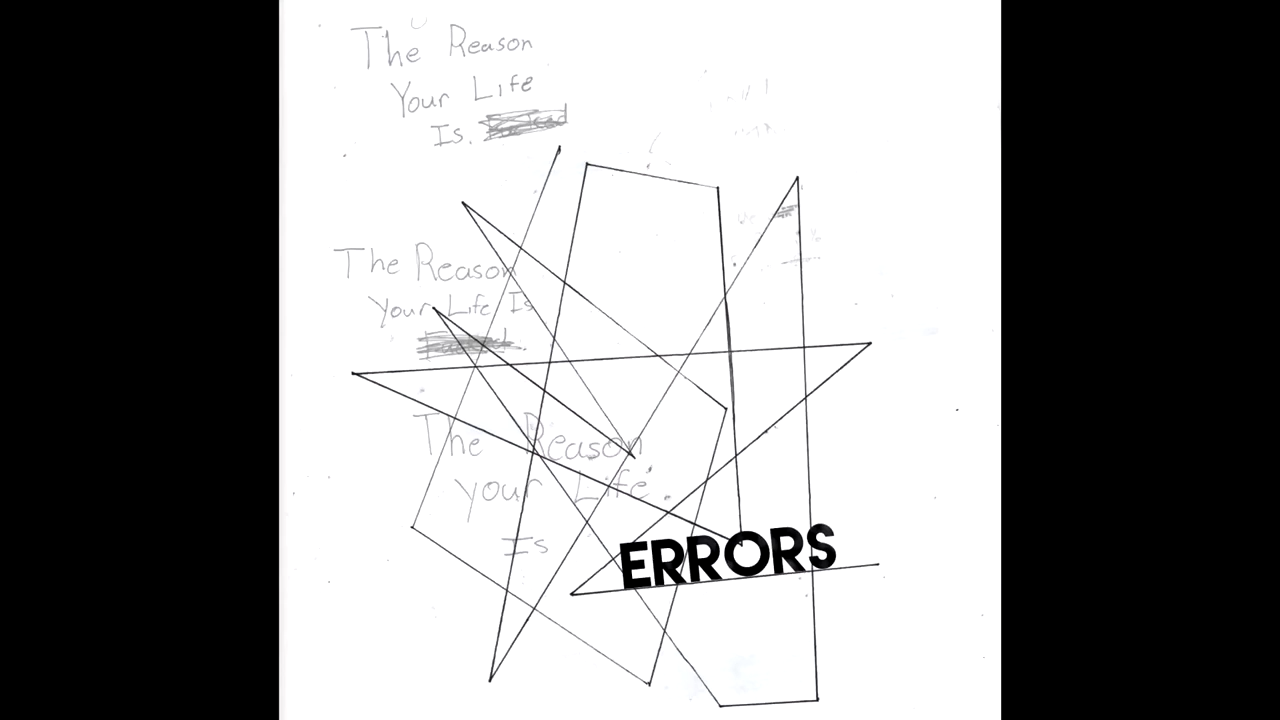 The Reason
Your Life
Is.
The Reason
Your Life Is
The Reason
your Life.
Is
ERRORS